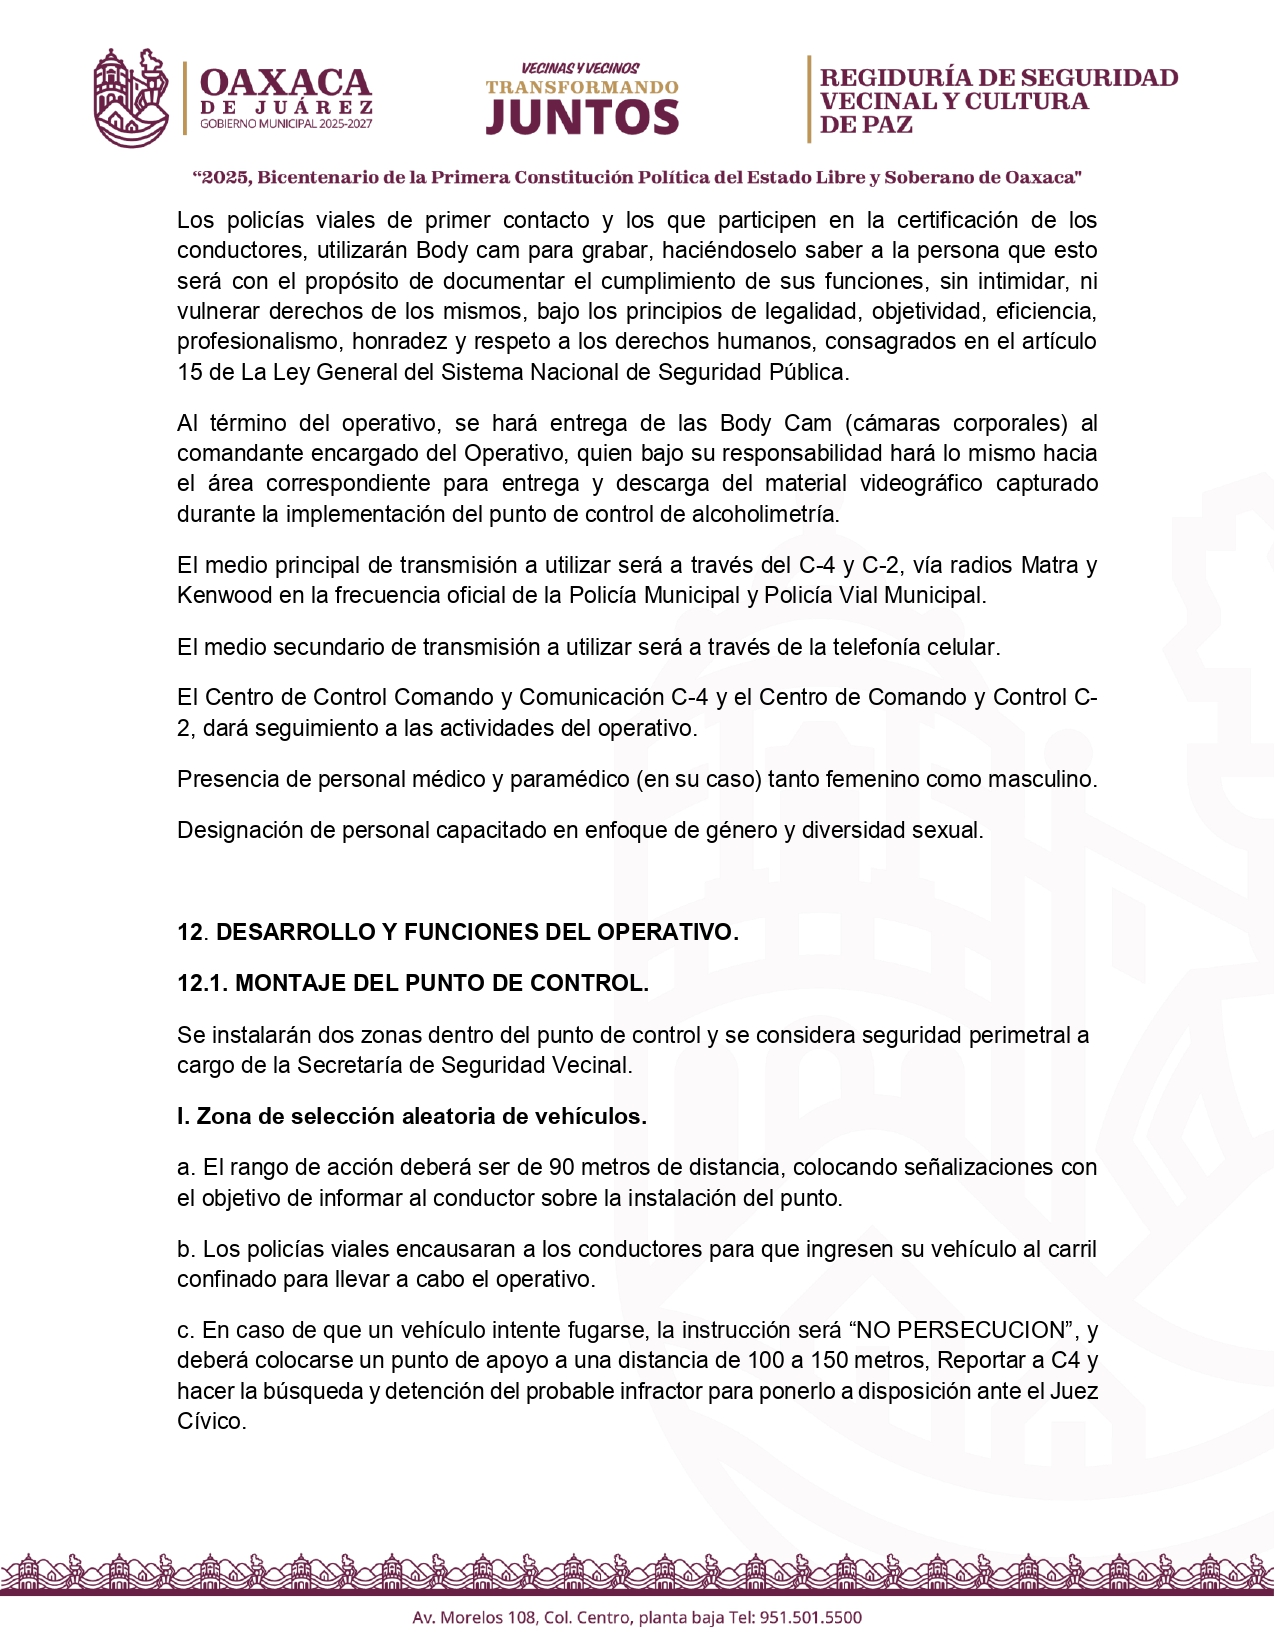 OAXACA
DE JUÁREZ
GOBIERNO MUNICIPAL 2025-2027
VECINAS Y VECINOS
TRANSFORMANDO
JUNTOS
REGIDURÍA DE SEGURIDAD
VECINAL Y CULTURA
DE PAZ
“2025, Bicentenario de la Primera Constitución Política del Estado Libre y Soberano de Oaxaca"
Los policías viales de primer contacto y los que participen en la certificación de los
conductores, utilizarán Body cam para grabar, haciéndoselo saber a la persona que esto
será con el propósito de documentar el cumplimiento de sus funciones, sin intimidar, ni
vulnerar derechos de los mismos, bajo los principios de legalidad, objetividad, eficiencia,
profesionalismo, honradez y respeto a los derechos humanos, consagrados en el artículo
15 de La Ley General del Sistema Nacional de Seguridad Pública.
Al término del operativo, se hará entrega de las Body Cam (cámaras corporales) al
comandante encargado del Operativo, quien bajo su responsabilidad hará lo mismo hacia
el área correspondiente para entrega y descarga del material videográfico capturado
durante la implementación del punto de control de alcoholimetría.
El medio principal de transmisión a utilizar será a través del C-4 y C-2, vía radios Matra y
Kenwood en la frecuencia oficial de la Policía Municipal y Policía Vial Municipal.
El medio secundario de transmisión a utilizar será a través de la telefonía celular.
El Centro de Control Comando y Comunicación C-4 y el Centro de Comando y Control C-
2, dará seguimiento a las actividades del operativo.
Presencia de personal médico y paramédico (en su caso) tanto femenino como masculino.
Designación de personal capacitado en enfoque de género y diversidad sexual.
12. DESARROLLO Y FUNCIONES DEL OPERATIVO.
12.1. MONTAJE DEL PUNTO DE CONTROL.
Se instalarán dos zonas dentro del punto de control y se considera seguridad perimetral a
cargo de la Secretaría de Seguridad Vecinal.
I. Zona de selección aleatoria de vehículos.
a. El rango de acción deberá ser de 90 metros de distancia, colocando señalizaciones con
el objetivo de informar al conductor sobre la instalación del punto.
b. Los policías viales encausaran a los conductores para que ingresen su vehículo al carril
confinado para llevar a cabo el operativo.
c. En caso de que un vehículo intente fugarse, la instrucción será “NO PERSECUCION”, y
deberá colocarse un punto de apoyo a una distancia de 100 a 150 metros, Reportar a C4 y
hacer la búsqueda y detención del probable infractor para ponerlo a disposición ante el Juez
Cívico.
Av. Morelos 108, Col. Centro, planta baja Tel: 951.501.5500